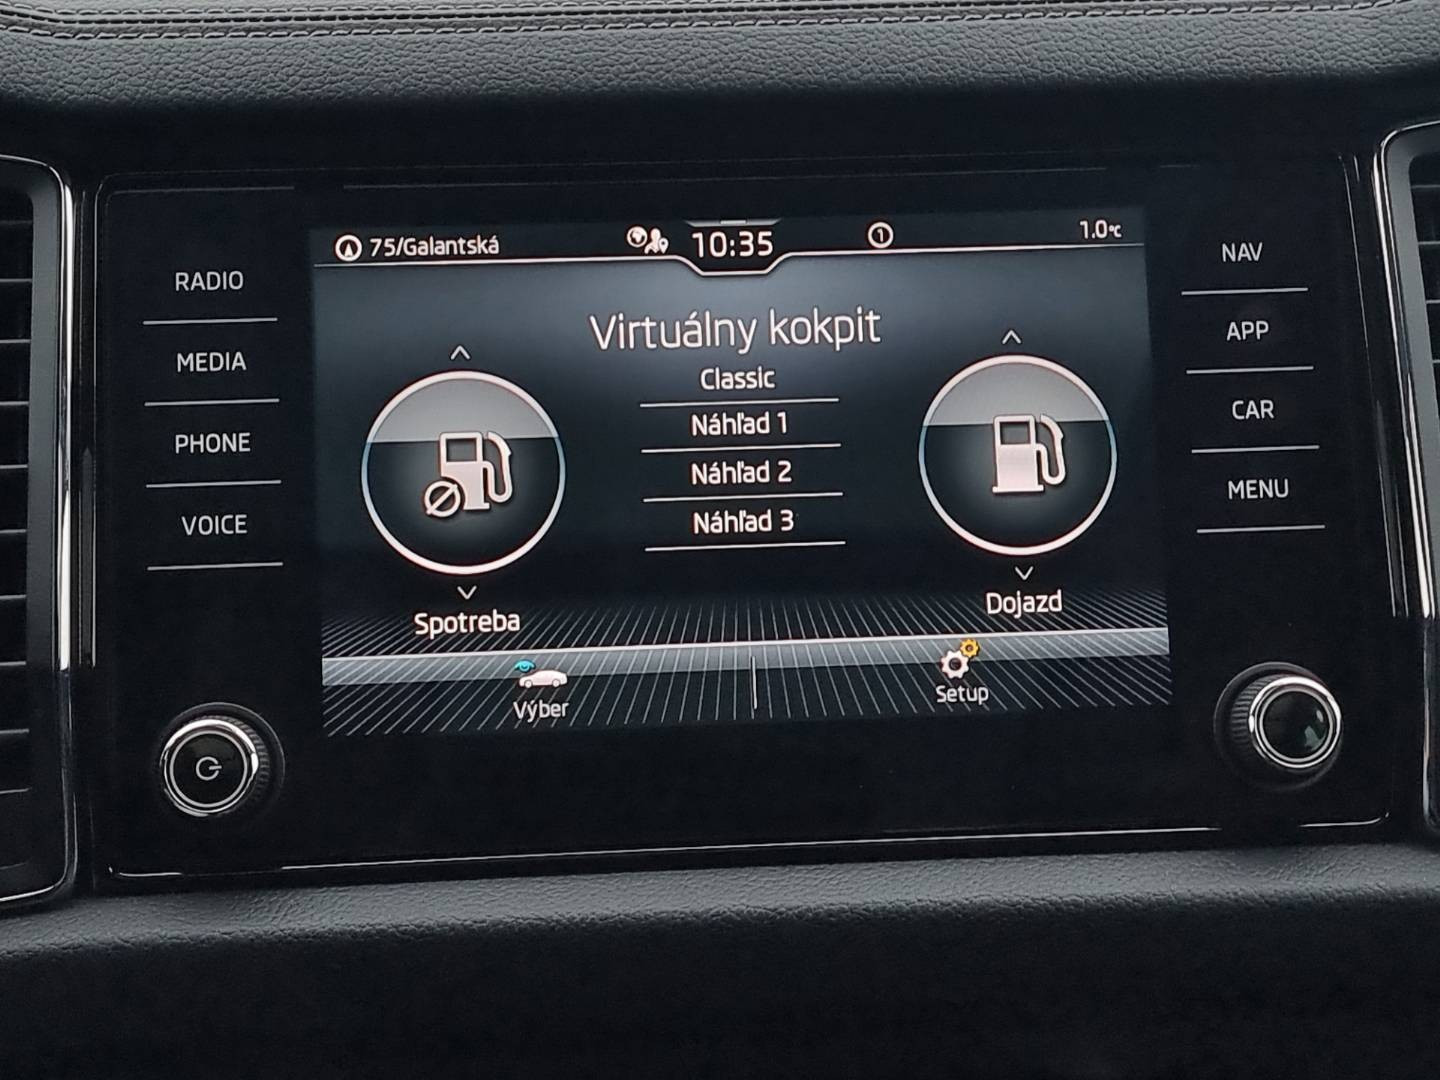 75/Galantská
10:35
1
1.0°C
RADIO
MEDIA
PHONE
VOICE
Virtuálny kokpit
Classic
Náhľad 1
Náhľad 2
Náhľad 3
Spotreba
Dojazd
Výber
Setup
NAV
APP
CAR
MENU